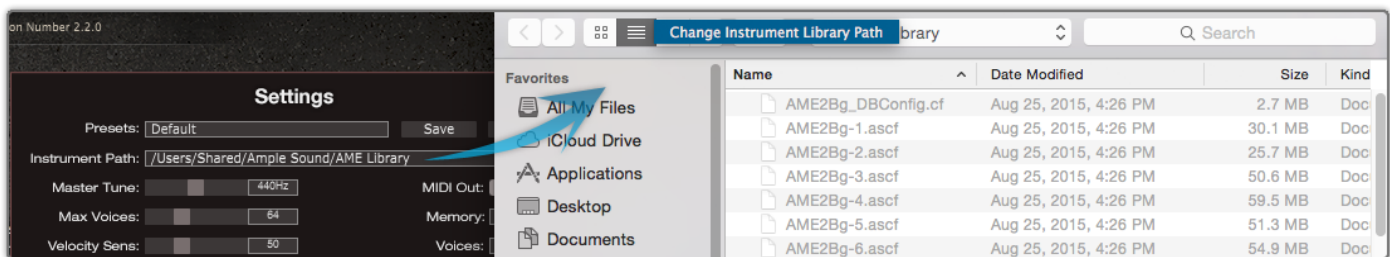 on Number 2.2.0
Settings
Presets: Default Save
Instrument Path: /Users/Shared/Ample Sound/AME Library
Master Tune: 440Hz MIDI Out:
Max Voices: 64 Memory:
Velocity Sens: 50 Voices:
Change Instrument Library Path brary
Search
Favorites
All My Files
iCloud Drive
Applications
Desktop
Documents
Name Date Modified Size Kind
AME2Bg_DBConfig.cf Aug 25, 2015, 4:26 PM 2.7 MB Doc
AME2Bg-1.ascf Aug 25, 2015, 4:26 PM 30.1 MB Doc
AME2Bg-2.ascf Aug 25, 2015, 4:26 PM 25.7 MB Doc
AME2Bg-3.ascf Aug 25, 2015, 4:26 PM 50.6 MB Doc
AME2Bg-4.ascf Aug 25, 2015, 4:26 PM 59.5 MB Doc
AME2Bg-5.ascf Aug 25, 2015, 4:26 PM 51.3 MB Doc
AME2Bg-6.ascf Aug 25, 2015, 4:26 PM 54.9 MB Doc